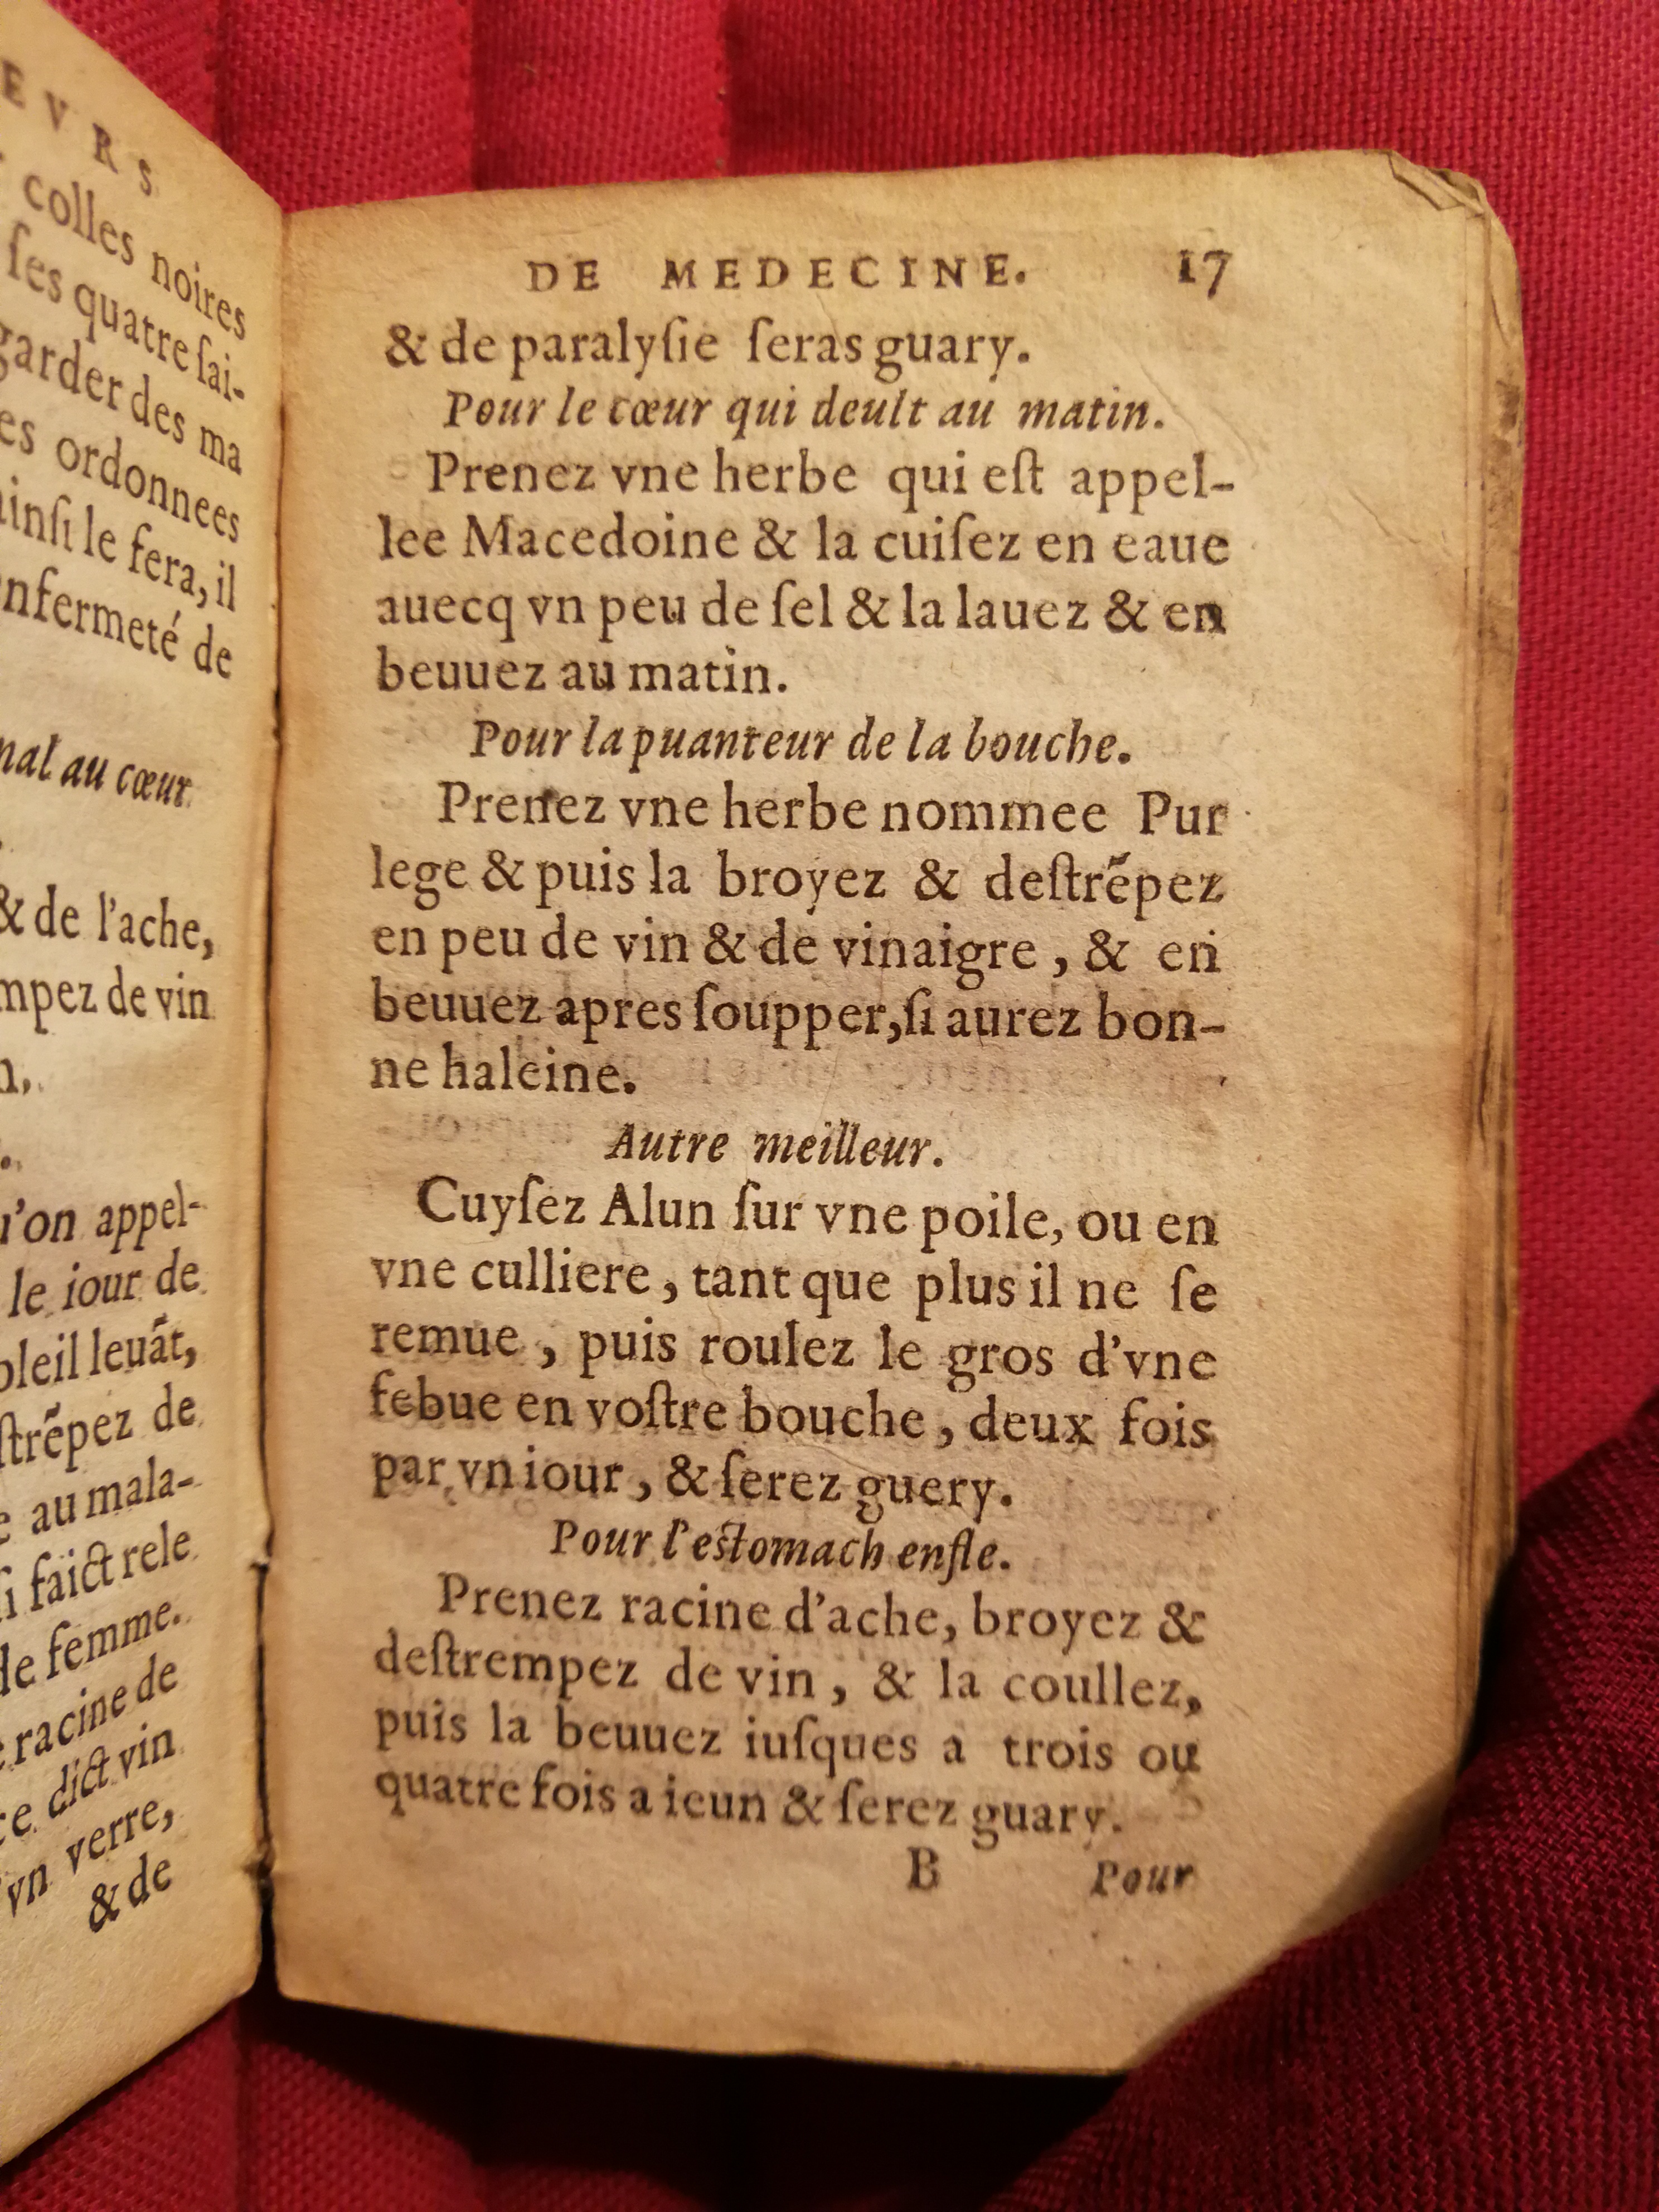 EVRS
colles noires
ſes quatre ſai-
garder des ma
es ordonnees
ainſi le fera, il
enfermeté de
mal au cœur
& de l'ache,
mpez de vin
qu'on appel-
le iour de
oleil leuãt,
ſtrẽpez de
au mala-
ſi faict rele
de femme.
racine de
ce dict vin
vn verre,
& de
DE MEDECINE. 17
& de paralyſie ſeras guary.
Pour le cœur qui deult au matin.
Prenez vne herbe qui eſt appel-
lee Macedoine & la cuiſez en eaue
auecq vn peu de ſel & la lauez & en
beuuez au matin.
Pour la puanteur de la bouche.
Prenez vne herbe nommee Pur
lege & puis la broyez & deſtrẽpez
en peu de vin & de vinaigre, & en
beuuez apres ſoupper, ſi aurez bon-
ne haleine.
Autre meilleur.
Cuyſez Alun ſur vne poile, ou en
vne culliere, tant que plus il ne ſe
remue, puis roulez le gros d'vne
febue en voſtre bouche, deux fois
par vn iour, & ſerez guery.
Pour l'eſtomach enfle.
Prenez racine d'ache, broyez &
deſtrempez de vin, & la coullez,
puis la beuuez iuſques a trois ou
quatre fois a ieun & ſerez guary.
B Pour